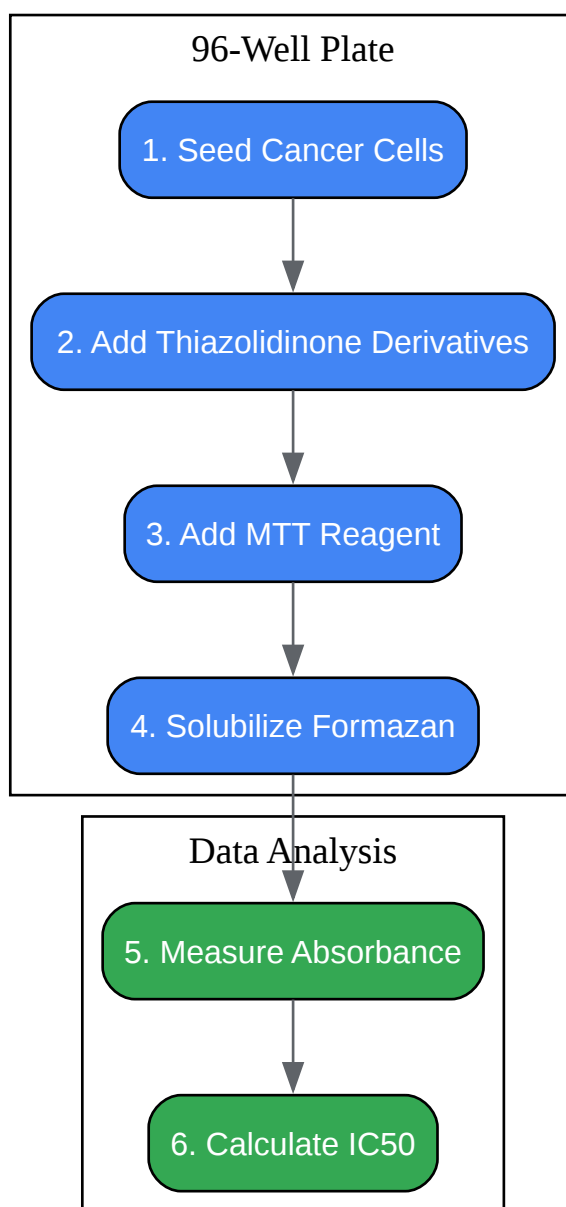 96-Well Plate
1. Seed Cancer Cells
2. Add Thiazolidinone Derivatives
3. Add MTT Reagent
4. Solubilize Formazan
Data Analysis
5. Measure Absorbance
6. Calculate IC50